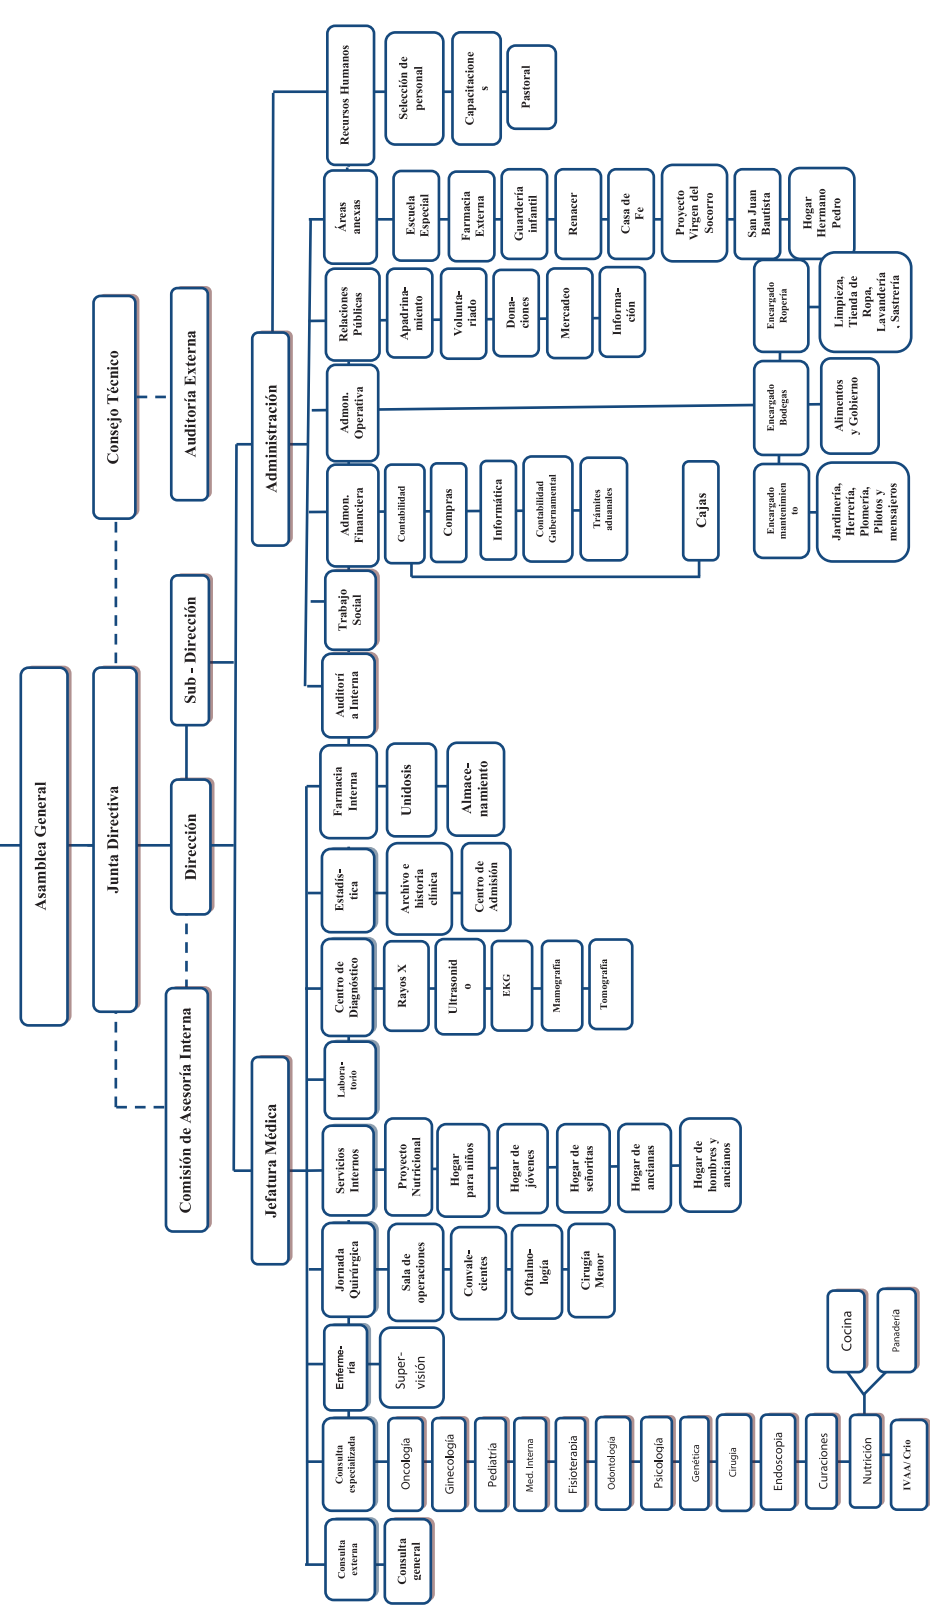 Asamblea General
Junta Directiva
Consejo Técnico
Auditoría Externa
Comisión de Asesoría Interna
Dirección
Sub - Dirección
Jefatura Médica
Administración
Consulta
externa
Consulta
general
Consulta
especializada
Oncología
Ginecología
Pediatría
Med. Interna
Fisioterapia
Odontología
Psicología
Genética
Cirugía
Endoscopia
Curaciones
Nutrición
IVAA/ Crio
Cocina
Panadería
Enferme-
ría
Super-
visión
Jornada
Quirúrgica
Sala de
operaciones
Convale-
cientes
Oftalmo-
logía
Cirugía
Menor
Servicios
Internos
Proyecto
Nutricional
Hogar
para niños
Hogar de
jóvenes
Hogar de
señoritas
Hogar de
ancianas
Hogar de
hombres y
ancianos
Labora-
torio
Centro de
Diagnóstico
Rayos X
Ultrasonid
o
EKG
Mamografía
Tomografía
Estadís-
tica
Archivo e
historia
clínica
Centro de
Admisión
Farmacia
Interna
Unidosis
Almace-
namiento
Auditorí
a Interna
Trabajo
Social
Admon.
Financiera
Contabilidad
Compras
Informática
Contabilidad
Gubernamental
Trámites
aduanales
Cajas
Admon.
Operativa
Encargado
mantenimnien
to
Jardinería,
Herrería,
Plomería,
Pilotos y
mensajeros
Encargado
Bodegas
Alimentos
y Gobierno
Encargado
Ropería
Limpieza,
Tienda de
Ropa,
Lavandería
, Sastrería
Relaciones
Públicas
Apadrina-
miento
Volunta-
riado
Dona-
ciones
Mercadeo
Informa-
ción
Áreas
anexas
Escuela
Especial
Farmacia
Externa
Guardería
infantil
Renacer
Casa de
Fe
Proyecto
Virgen del
Socorro
San Juan
Bautista
Hogar
Hermano
Pedro
Recursos Humanos
Selección de
personal
Capacitacione
s
Pastoral